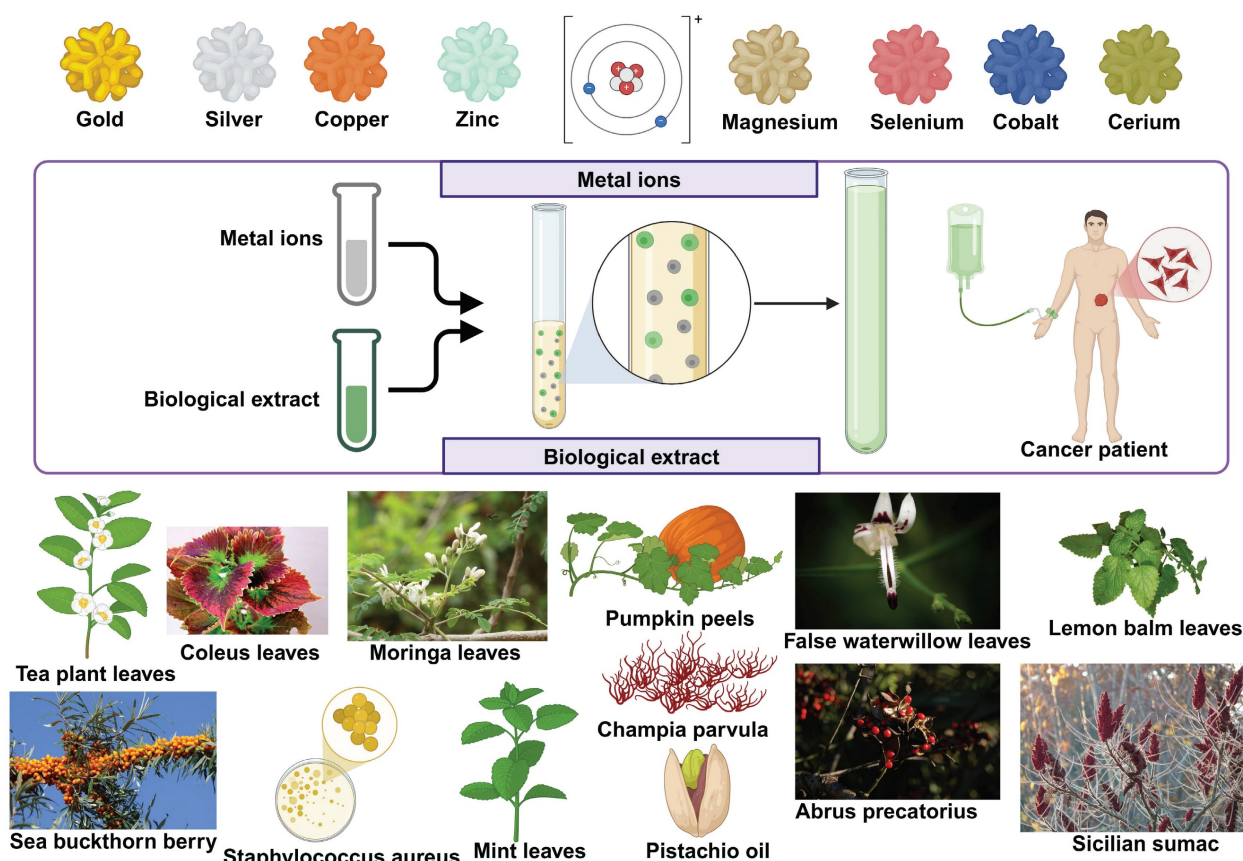 Gold
Silver
Copper
Zinc
+
Magnesium
Selenium
Cobalt
Cerium
Metal ions
Metal ions
Biological extract
Cancer patient
Biological extract
Tea plant leaves
Coleus leaves
Moringa leaves
Pumpkin peels
False waterwillow leaves
Lemon balm leaves
Champia parvula
Sea buckthorn berry
Staphylococcus aureus
Mint leaves
Pistachio oil
Abrus precatorius
Sicilian sumac